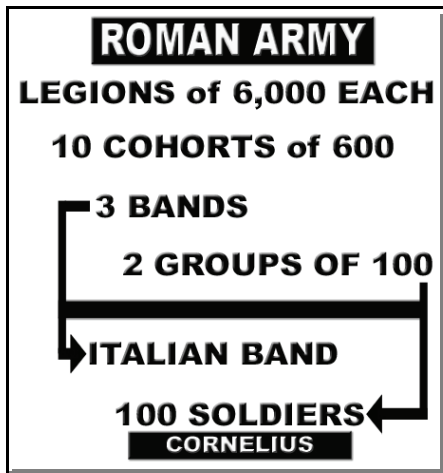 ROMAN ARMY
LEGIONS of 6,000 EACH
10 COHORTS of 600
3 BANDS
2 GROUPS OF 100
ITALIAN BAND
100 SOLDIERS
CORNELIUS